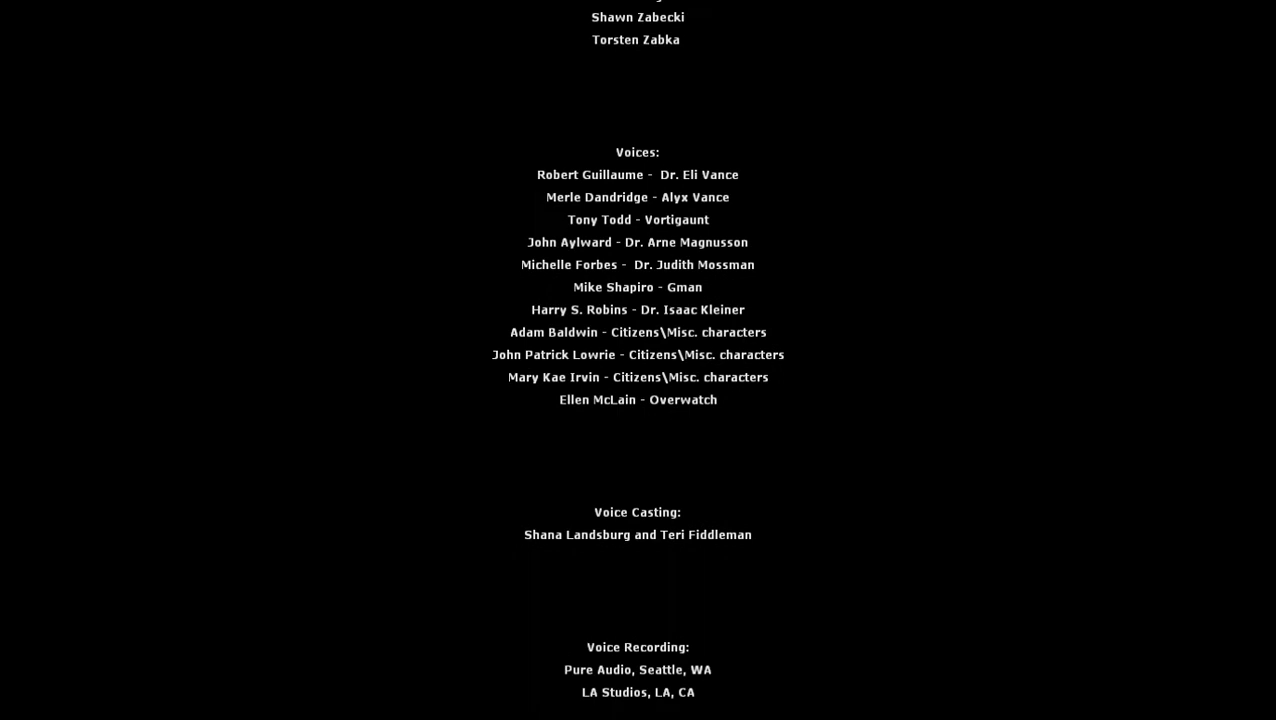 Shawn Zabecki
Torsten Zabka
Voices:
Robert Guillaume -  Dr. Eli Vance
Merle Dandridge - Alyx Vance
Tony Todd - Vortigaunt
John Aylward - Dr. Arne Magnusson
Michelle Forbes -  Dr. Judith Mossman
Mike Shapiro - Gman
Harry S. Robins - Dr. Isaac Kleiner
Adam Baldwin - Citizens\Misc. characters
John Patrick Lowrie - Citizens\Misc. characters
Mary Kae Irvin - Citizens\Misc. characters
Ellen McLain - Overwatch
Voice Casting:
Shana Landsburg and Teri Fiddleman
Voice Recording:
Pure Audio, Seattle, WA
LA Studios, LA, CA